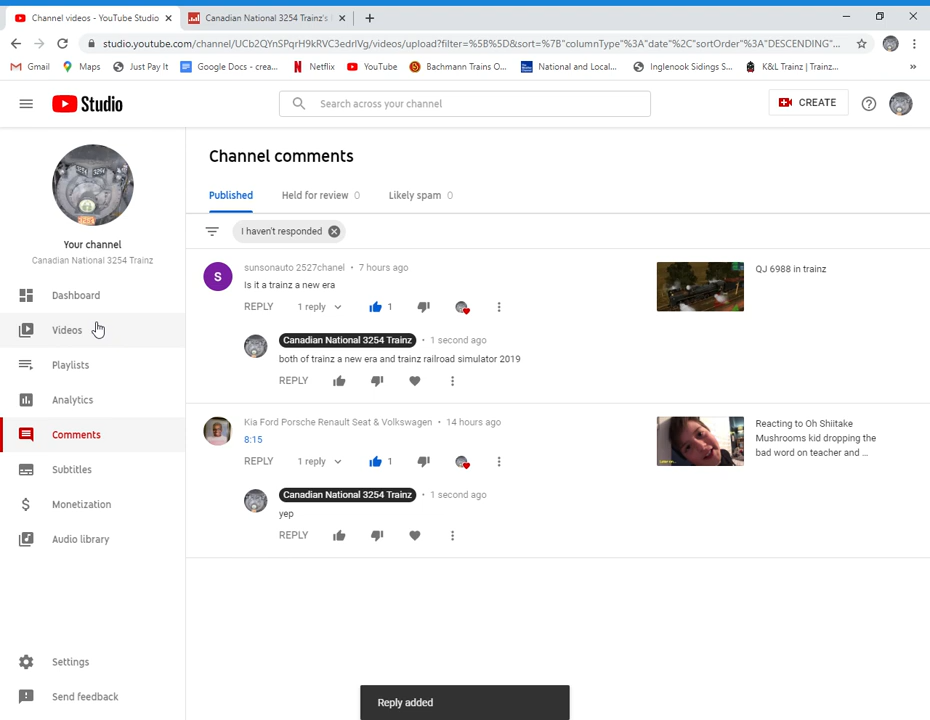 Channel videos - YouTube Studio
Canadian National 3254 Trainz's
studio.youtube.com/channel/UCb2QYnSPqrH9kRVC3edrIVg/videos/upload?filter=%5B%5D&sort=%7B"columnType"%3A"date"%2C"sortOrder"%3A"DESCENDING"...
Gmail
Maps
Just Pay It
Google Docs - crea...
Netflix
YouTube
Bachmann Trains O...
National and Local...
Inglenook Sidings S...
K&L Trainz | Trainz...
»
Studio
Search across your channel
CREATE
Your channel
Canadian National 3254 Trainz
Dashboard
Videos
Playlists
Analytics
Comments
Subtitles
Monetization
Audio library
Settings
Send feedback
Channel comments
Published
Held for review 0
Likely spam 0
I haven't responded
S
sunsonauto 2527chanel • 7 hours ago
Is it a trainz a new era
REPLY 1 reply 1
QJ 6988 in trainz
Canadian National 3254 Trainz • 1 second ago
both of trainz a new era and trainz railroad simulator 2019
REPLY
Kia Ford Porsche Renault Seat & Volkswagen • 14 hours ago
8:15
REPLY 1 reply 1
Reacting to Oh Shiitake
Mushrooms kid dropping the
bad word on teacher and ...
Canadian National 3254 Trainz • 1 second ago
yep
REPLY
Reply added